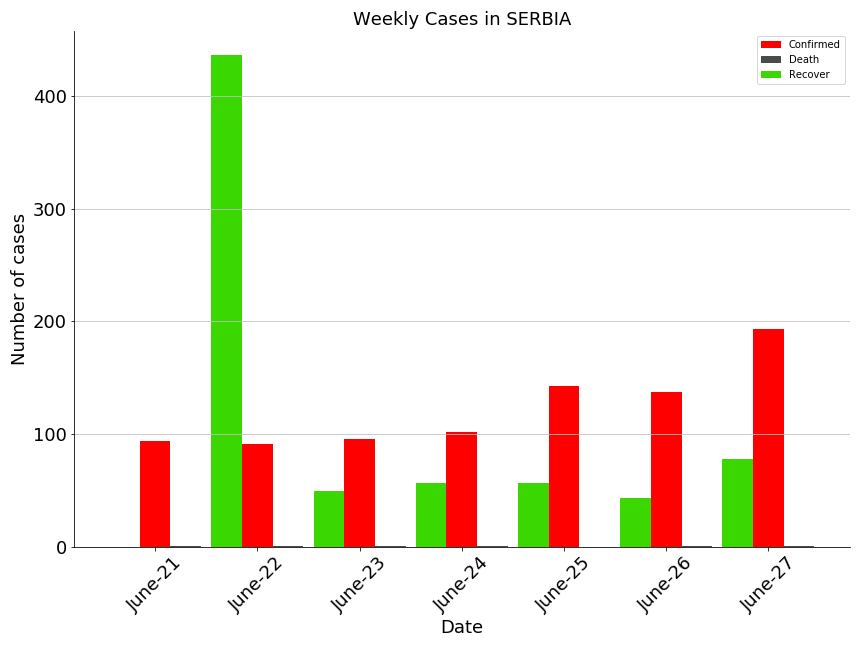 Weekly Cases in SERBIA
Confirmed
Death
Recover
Number of cases
400
300
200
100
0
June-21
June-22
June-23
June-24
June-25
June-26
June-27
Date